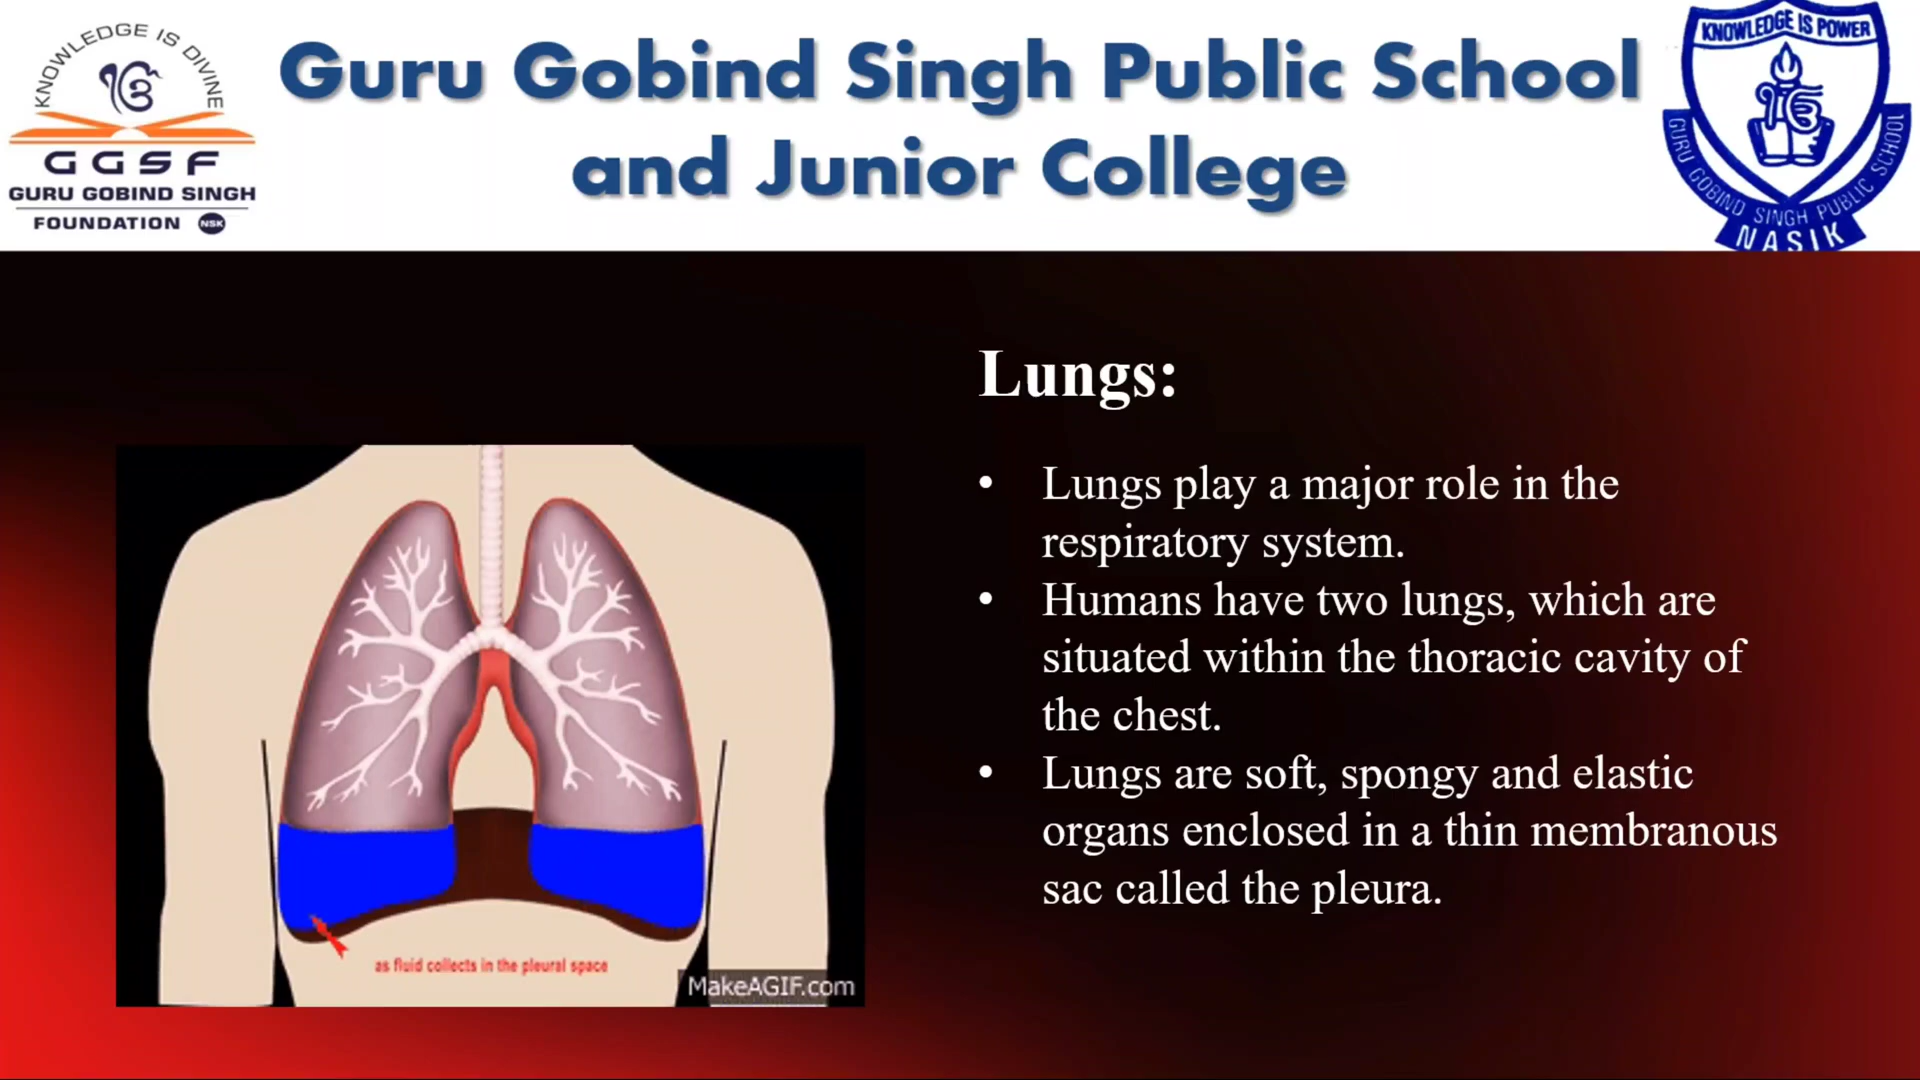 KNOWLEDGE IS DIVINE
GGSF
GURU GOBIND SINGH
FOUNDATION NSK
Guru Gobind Singh Public School
and Junior College
KNOWLEDGE IS POWER
ੴ
GURU GOBIND SINGH PUBLIC SCHOOL
NASIK
Lungs:
• Lungs play a major role in the
respiratory system.
• Humans have two lungs, which are
situated within the thoracic cavity of
the chest.
• Lungs are soft, spongy and elastic
organs enclosed in a thin membranous
sac called the pleura.
as fluid collects in the pleural space
MakeAGIF.com